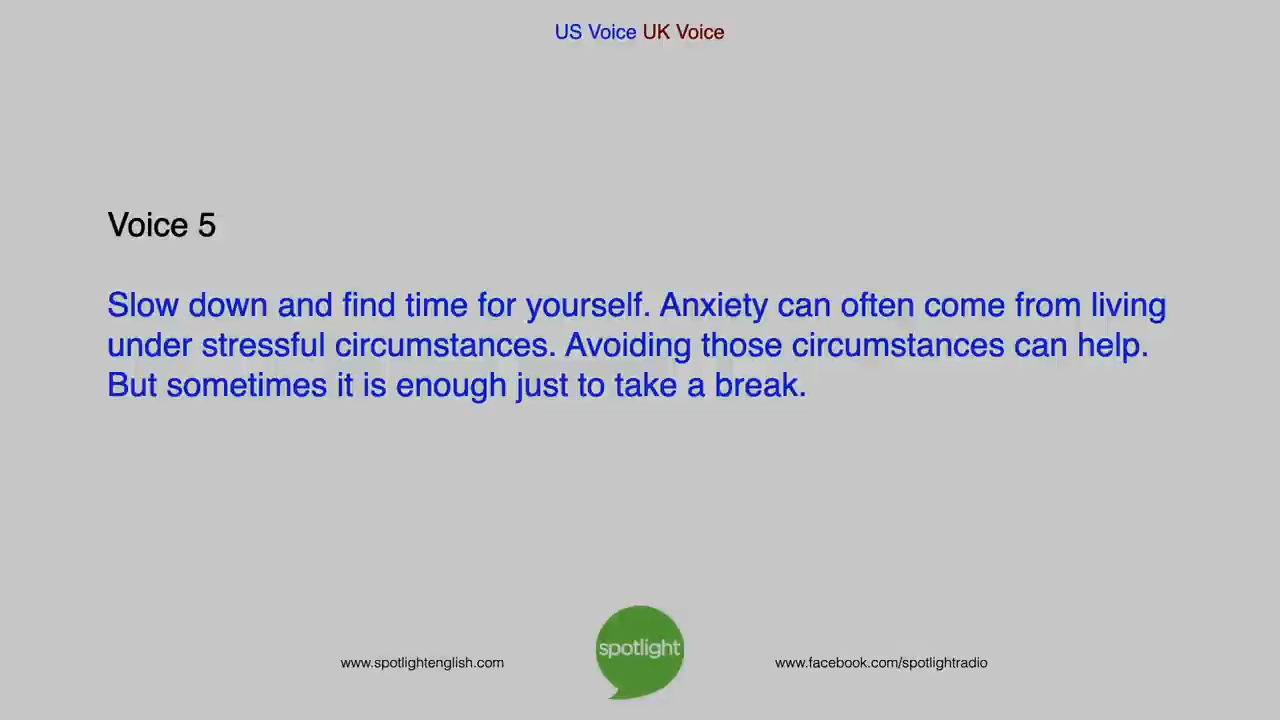 US Voice UK Voice
Voice 5
Slow down and find time for yourself. Anxiety can often come from living
under stressful circumstances. Avoiding those circumstances can help.
But sometimes it is enough just to take a break.
spotlight
www.spotlightenglish.com
www.facebook.com/spotlightradio